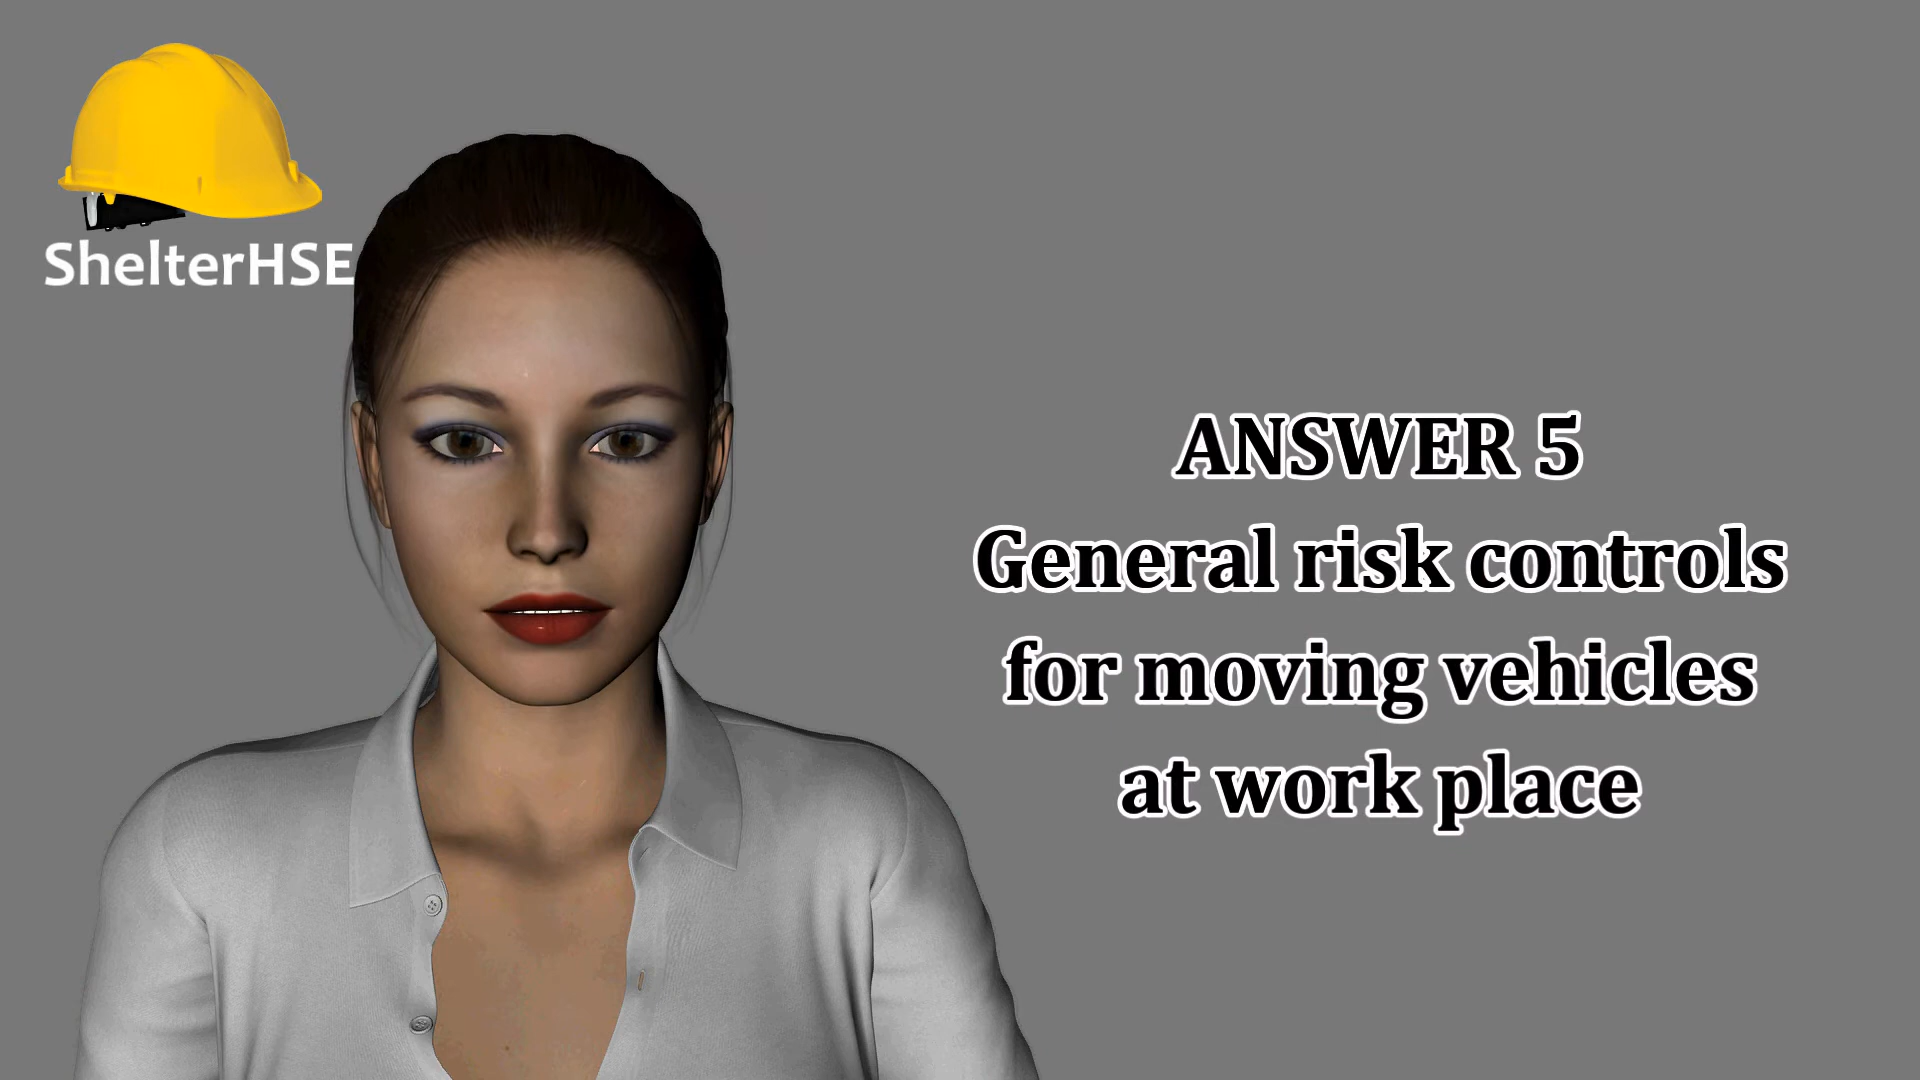 ShelterHSE
ANSWER 5
General risk controls
for moving vehicles
at work place